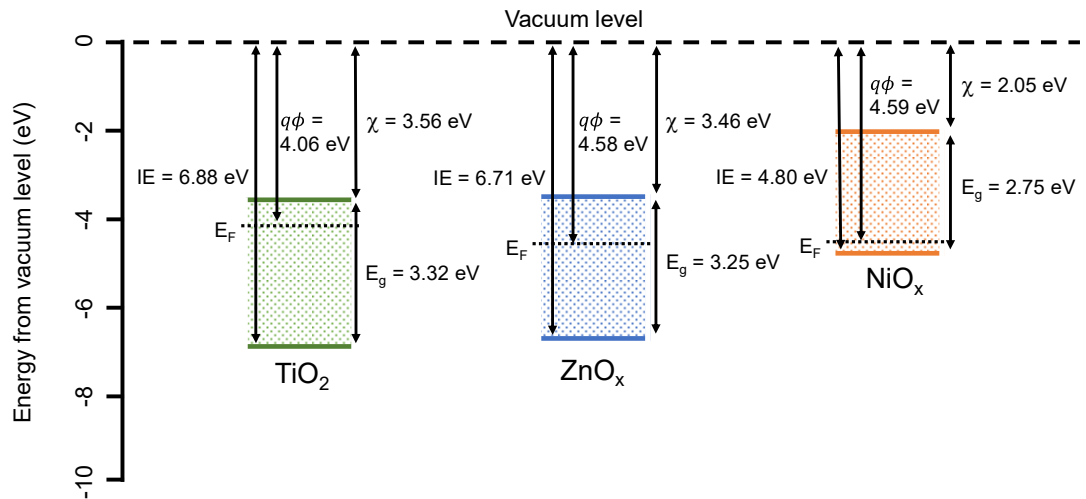 Vacuum level
Energy from vacuum level (eV)
0
-2
-4
-6
-8
-10
IE = 6.88 eV
𝑞𝜙 =
4.06 eV
χ = 3.56 eV
E_F
E_g = 3.32 eV
TiO₂
IE = 6.71 eV
𝑞𝜙 =
4.58 eV
χ = 3.46 eV
E_F
E_g = 3.25 eV
ZnOₓ
IE = 4.80 eV
𝑞𝜙 =
4.59 eV
χ = 2.05 eV
E_F
E_g = 2.75 eV
NiOₓ